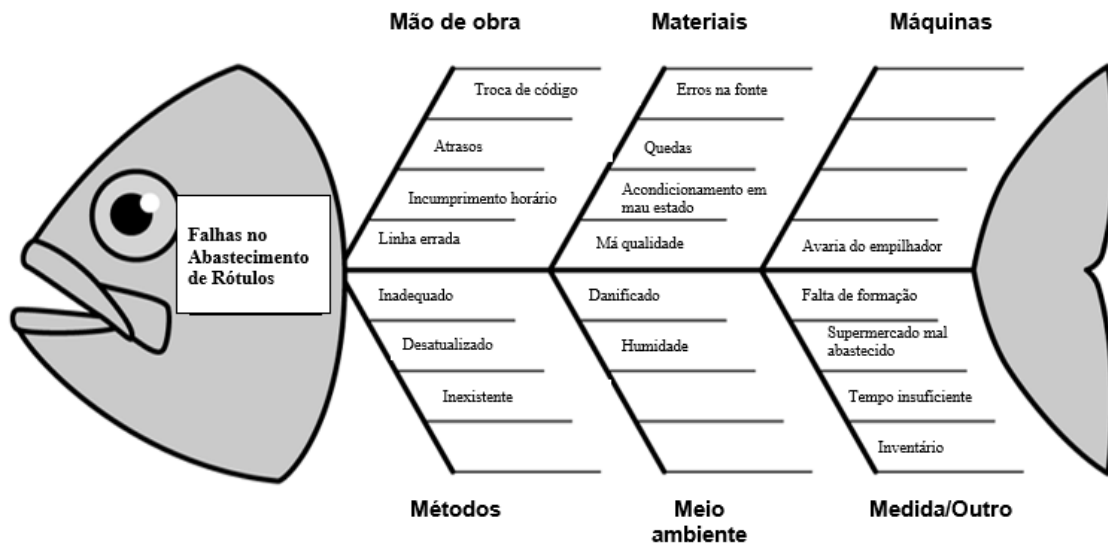 Mão de obra
Materiais
Máquinas
Troca de código
Erros na fonte
Atrasos
Quedas
Incumprimento horário
Acondicionamento em
mau estado
Linha errada
Má qualidade
Avaria do empilhador
Falhas no
Abastecimento
de Rótulos
Inadequado
Danificado
Falta de formação
Desatualizado
Humidade
Supermercado mal
abastecido
Inexistente
Tempo insuficiente
Inventário
Métodos
Meio
ambiente
Medida/Outro